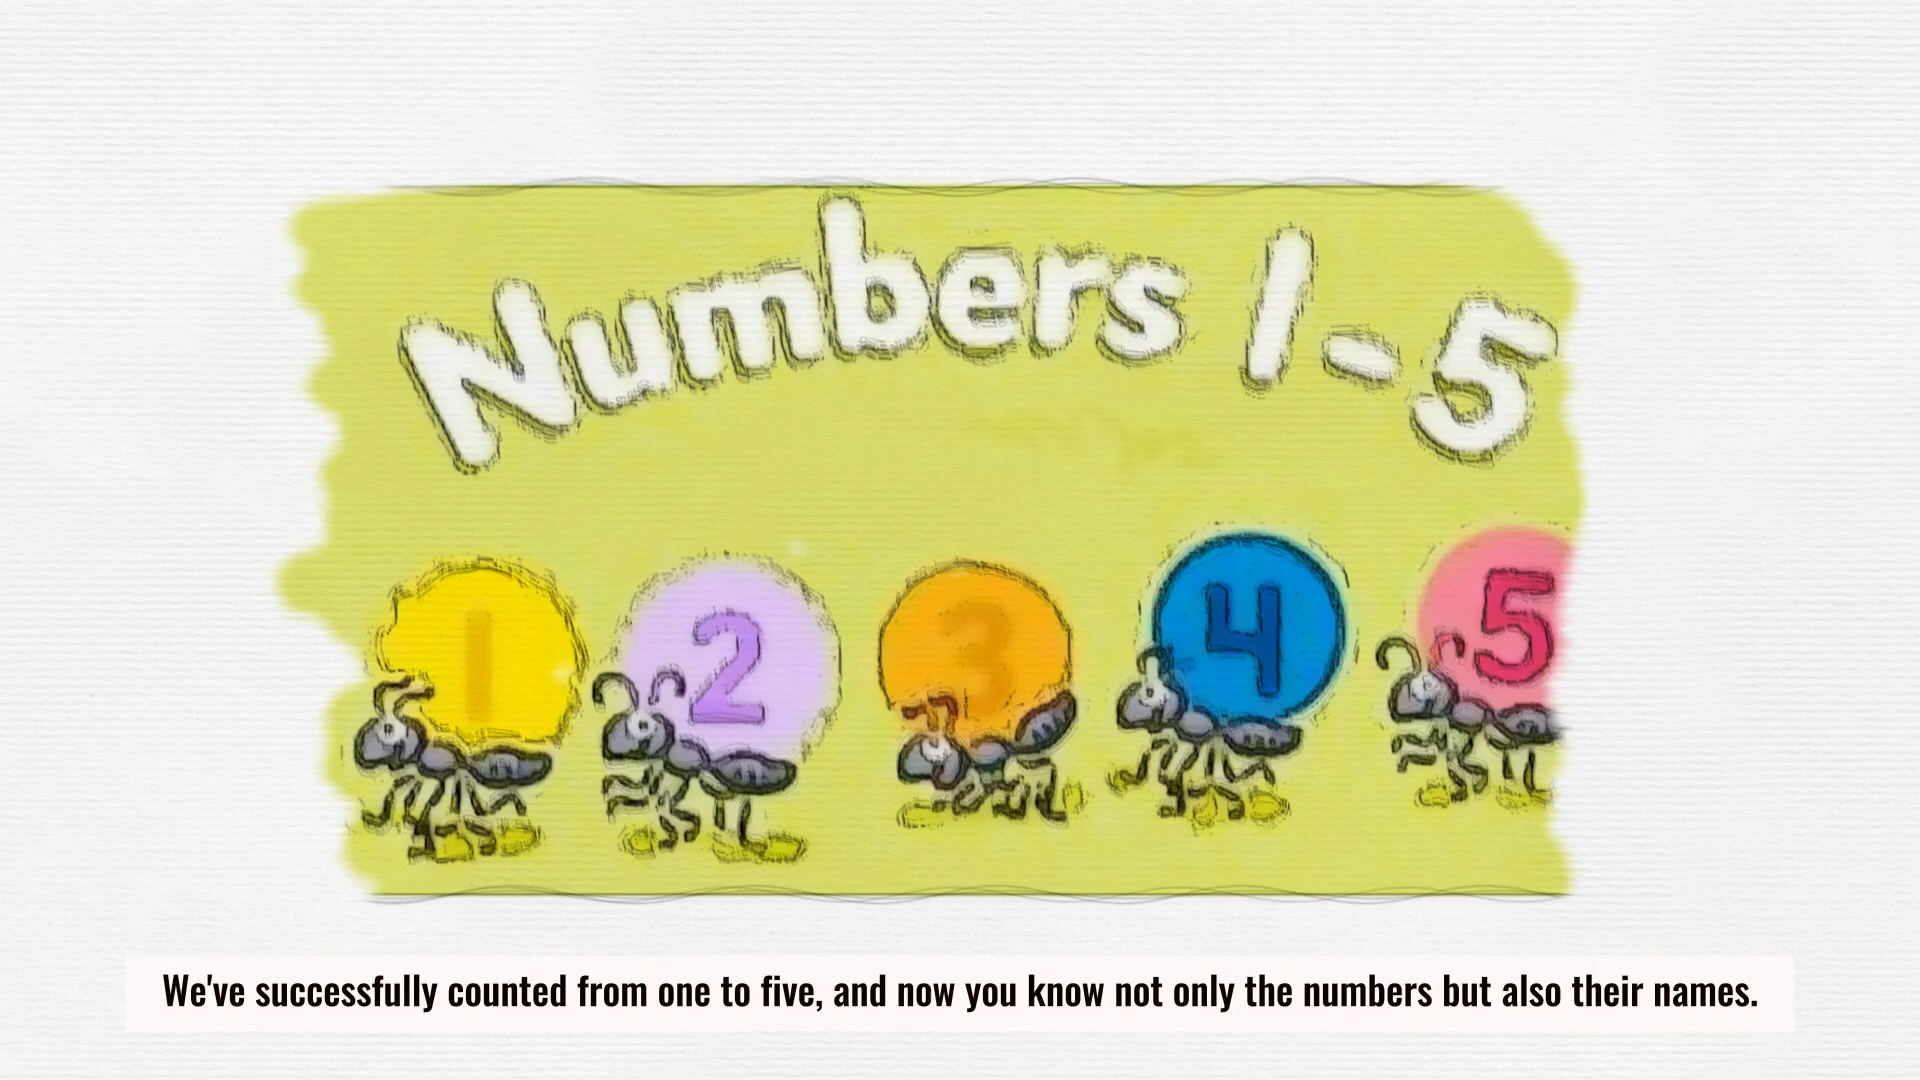 Numbers 1-5
1 2 3 4 5
We've successfully counted from one to five, and now you know not only the numbers but also their names.